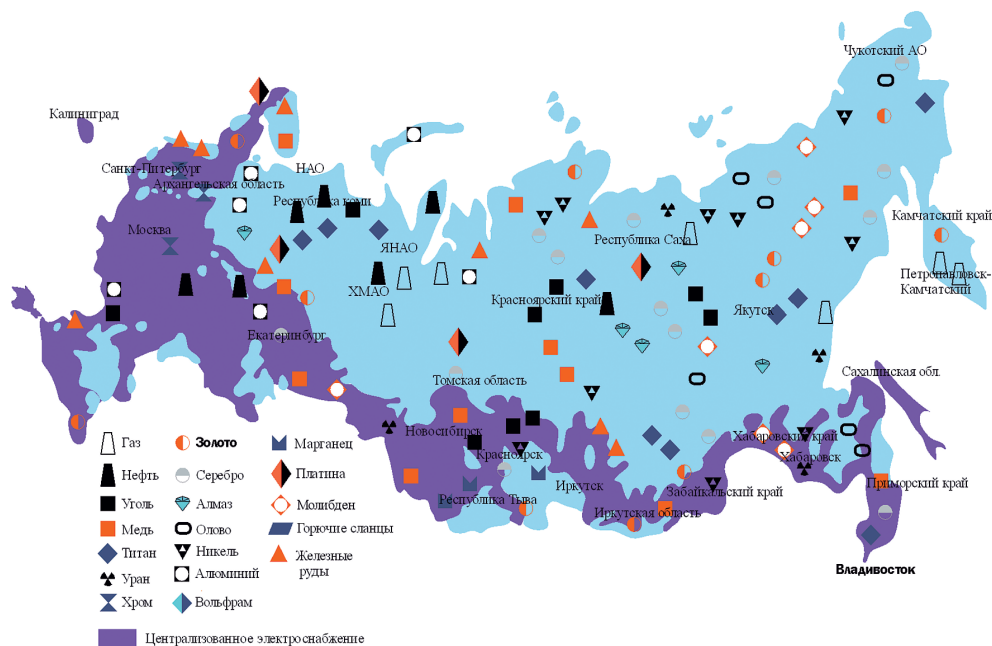 Чукотский АО
Калининград
Санкт-Питербург
НАО
Архангельская область
Республика коми
Камчатский край
Москва
Республика Саха
ЯНАО
Петропавловск-
Камчатский
ХМАО
Красноярский край
Якутск
Екатеринбург
Сахалинская обл.
Томская область
Новосибирск
Хабаровский край
Красноярск
Хабаровск
Иркутск
Забайкальский край
Приморский край
Республика Тыва
Иркутская область
Владивосток
Газ
Нефть
Уголь
Медь
Титан
Уран
Хром
Золото
Серебро
Алмаз
Олово
Никель
Алюминий
Вольфрам
Марганец
Платина
Молибден
Горючие сланцы
Железные
руды
Централизованное электроснабжение